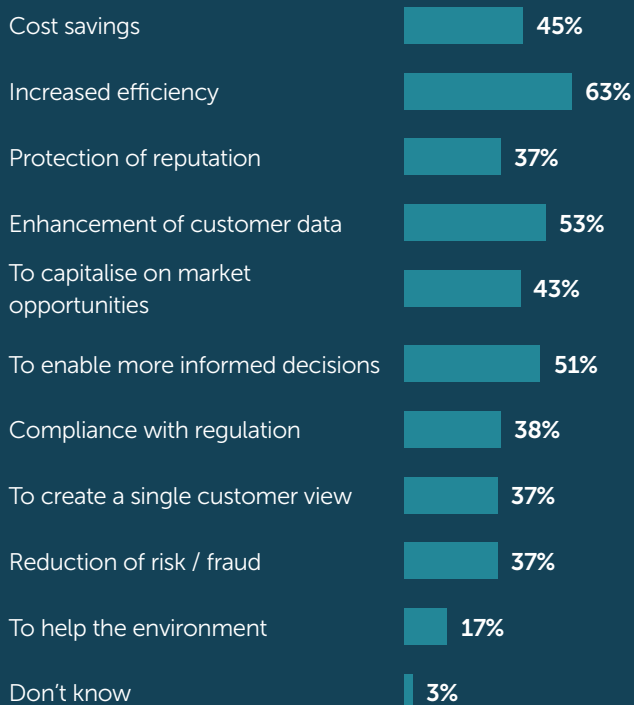 Cost savings 45%
Increased efficiency 63%
Protection of reputation 37%
Enhancement of customer data 53%
To capitalise on market
opportunities 43%
To enable more informed decisions 51%
Compliance with regulation 38%
To create a single customer view 37%
Reduction of risk / fraud 37%
To help the environment 17%
Don't know 3%